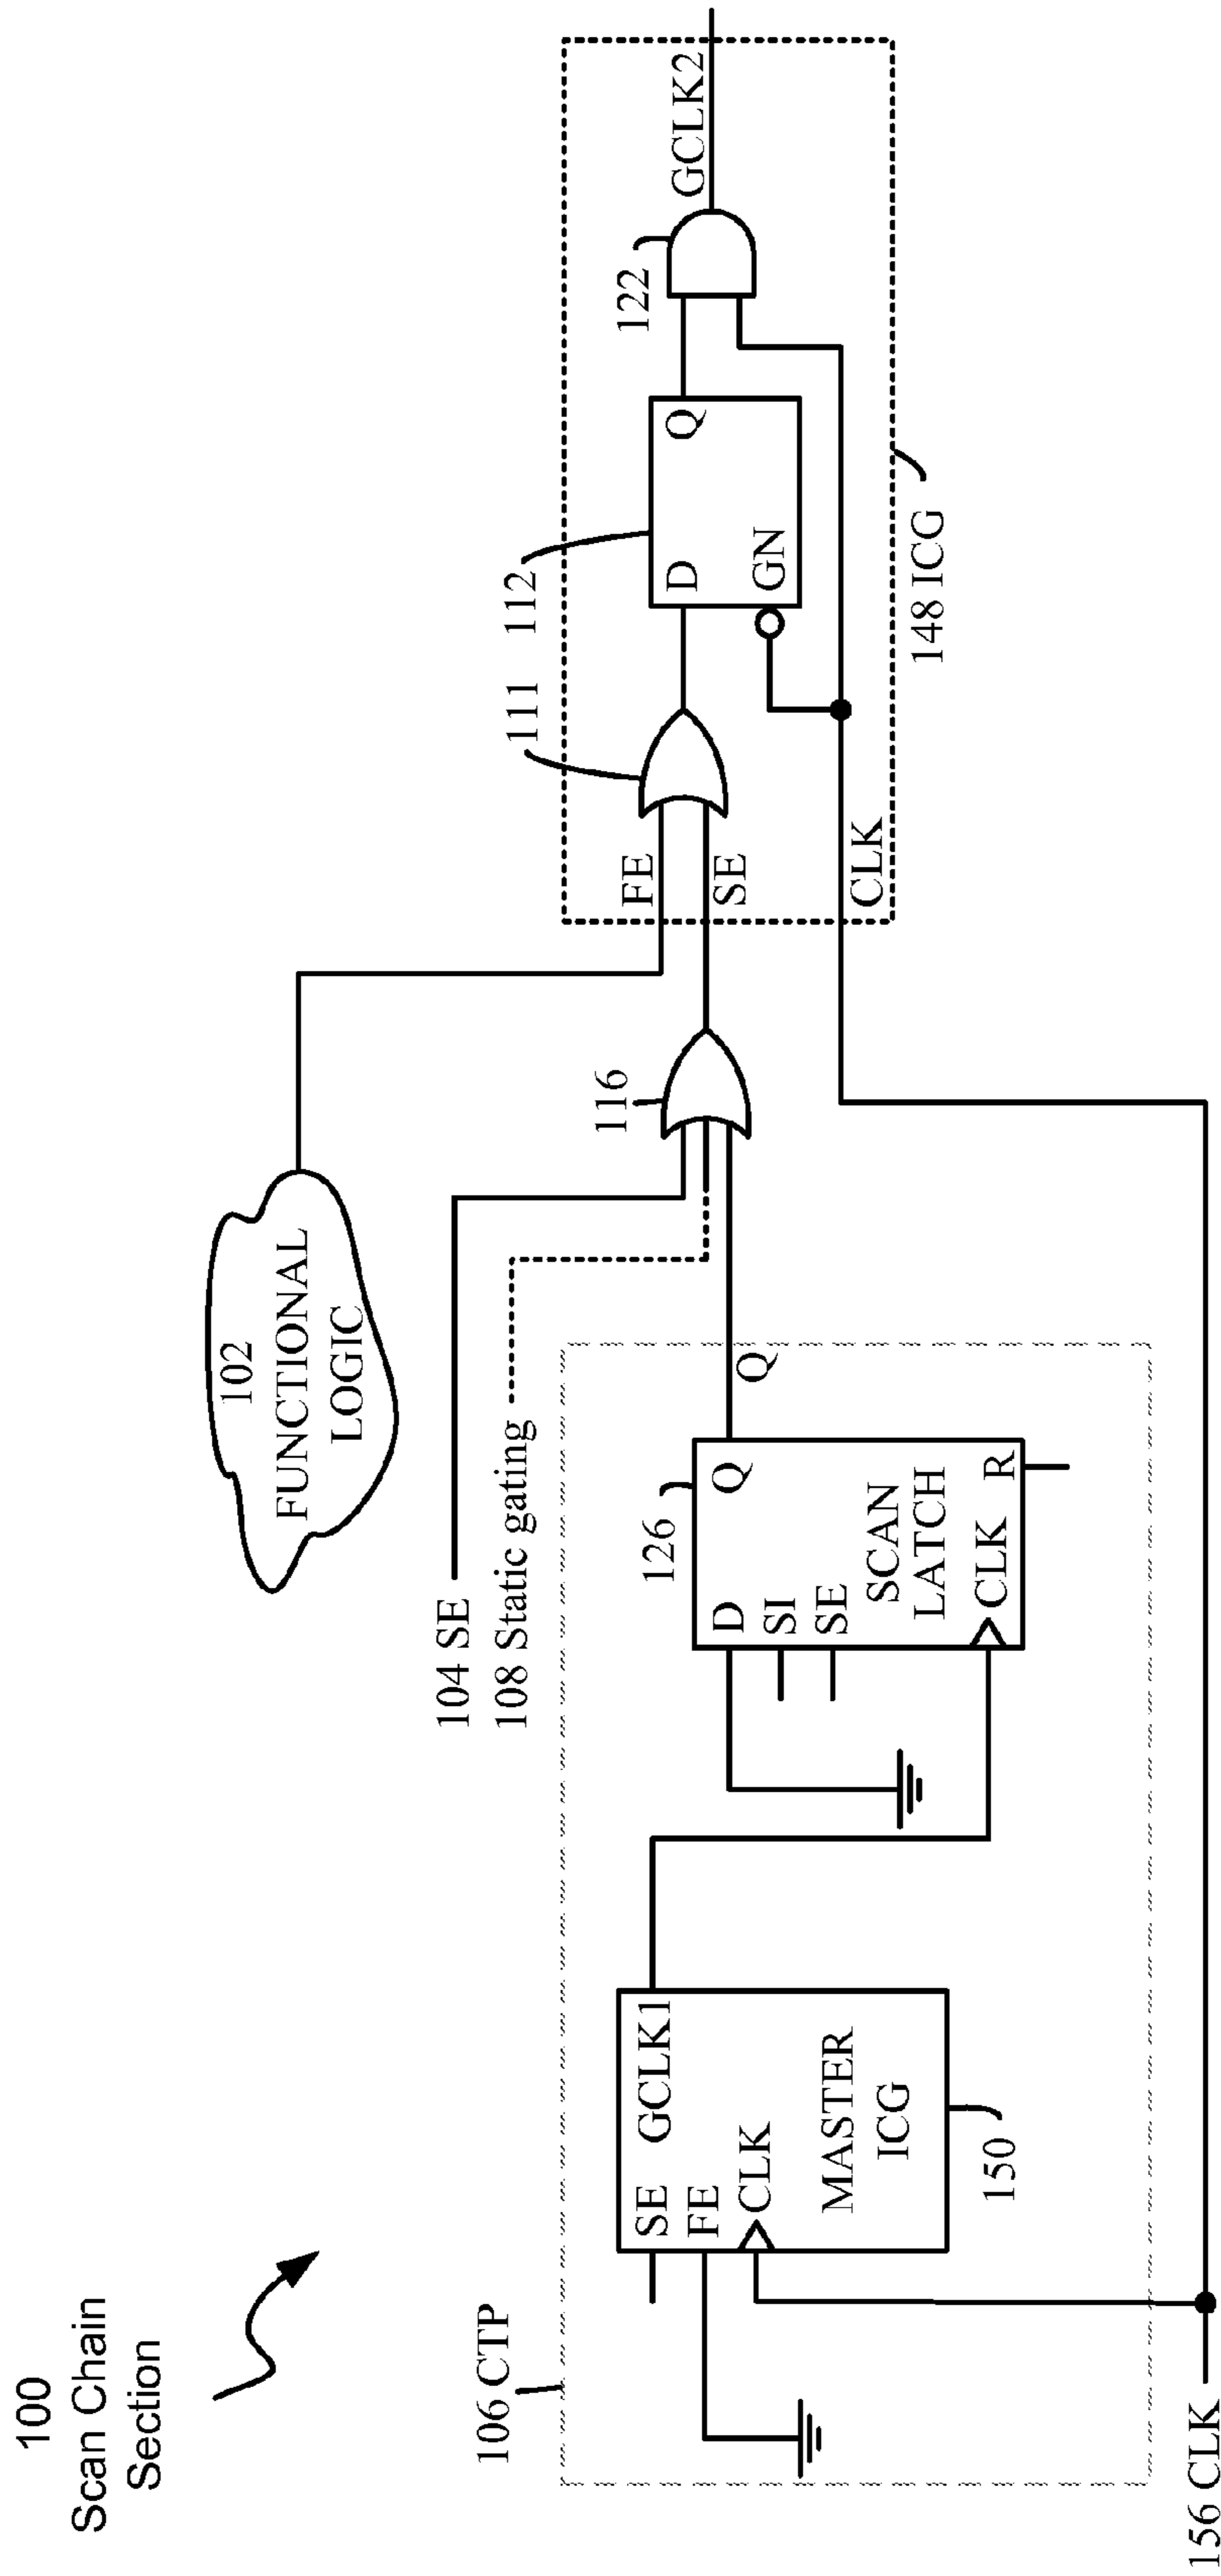 100
Scan Chain
Section
102
FUNCTIONAL
LOGIC
104 SE
108 Static gating
106 CTP
SE
GCLK1
FE
CLK
MASTER
ICG
150
126
D
Q
SI
SE
SCAN
LATCH
CLK
R
Q
116
FE
SE
CLK
111
112
D
Q
GN
122
GCLK2
148 ICG
156 CLK